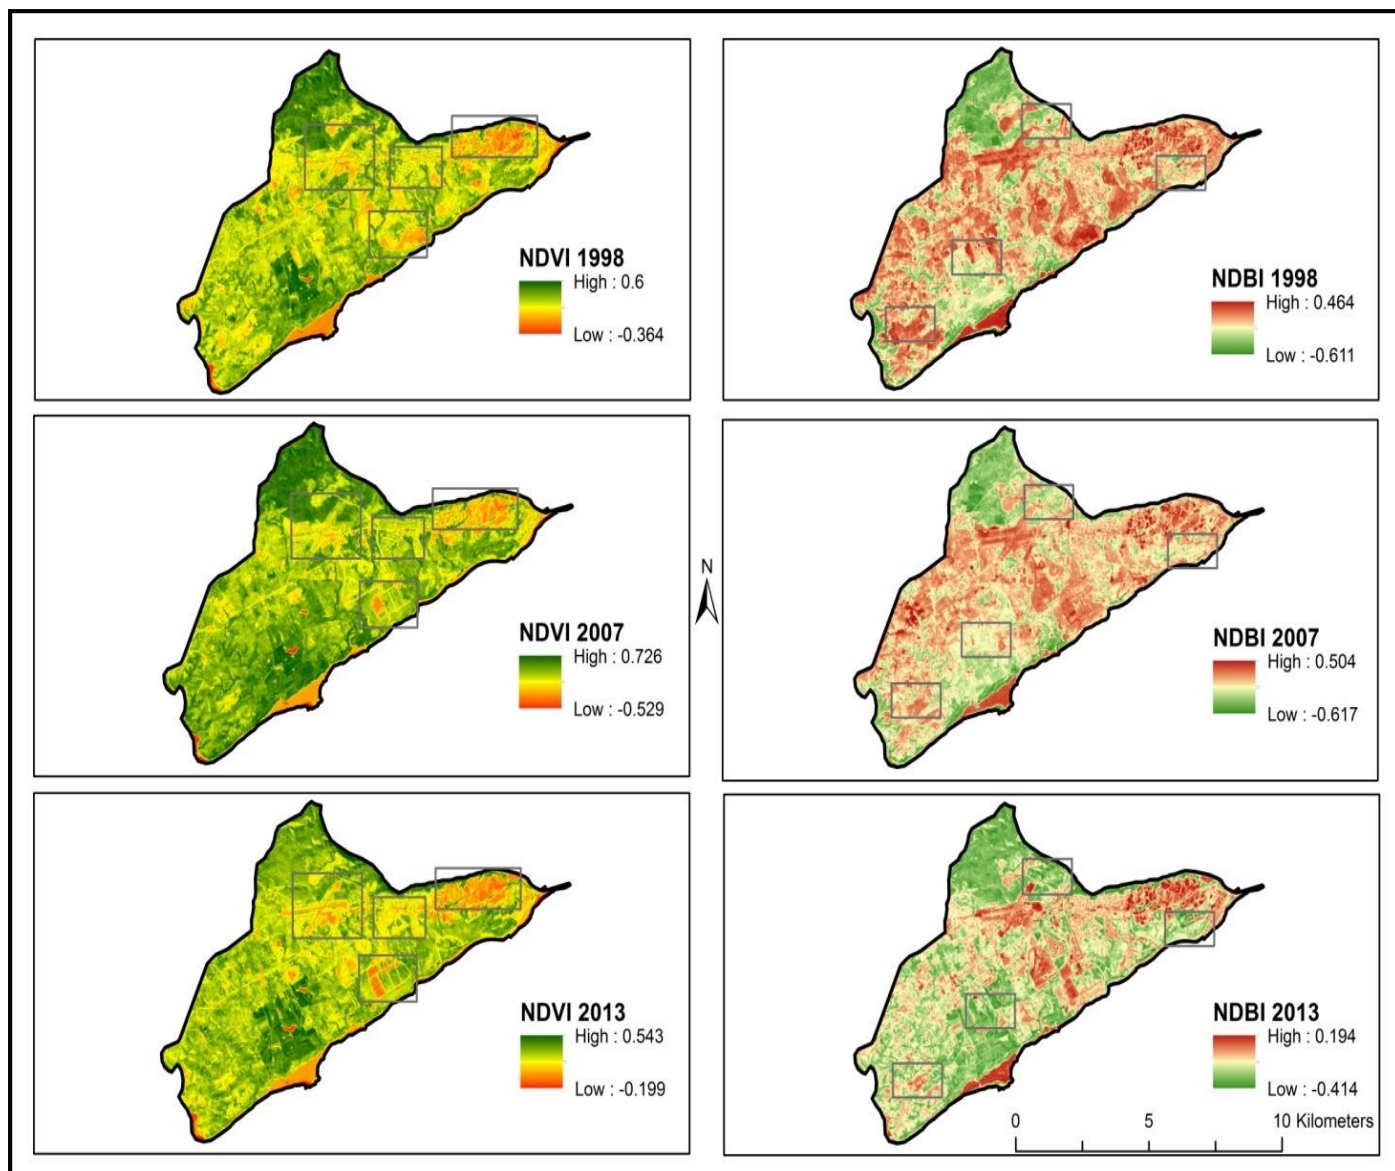 NDVI 1998
High : 0.6
Low : -0.364
NDBI 1998
High : 0.464
Low : -0.611
NDVI 2007
High : 0.726
Low : -0.529
N
NDBI 2007
High : 0.504
Low : -0.617
NDVI 2013
High : 0.543
Low : -0.199
NDBI 2013
High : 0.194
Low : -0.414
0 5 10 Kilometers